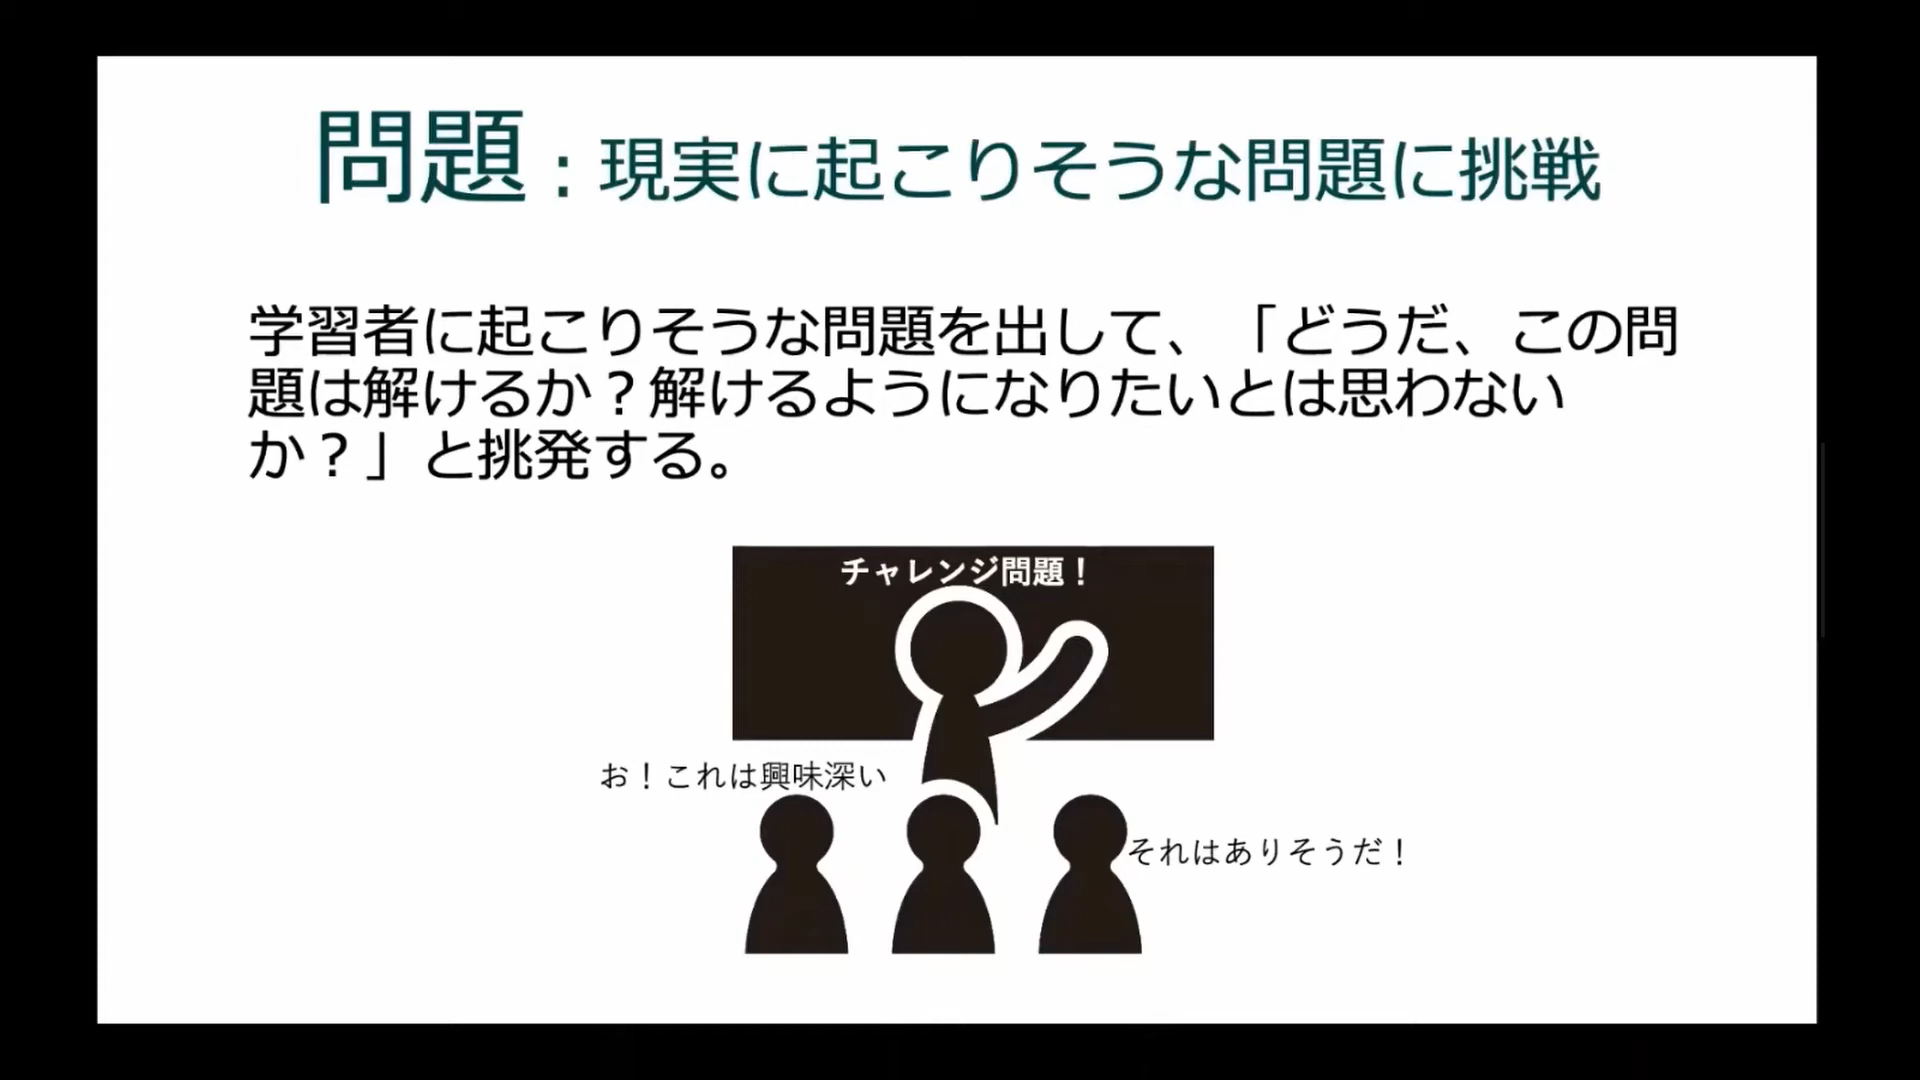 問題：現実に起こりそうな問題に挑戦
学習者に起こりそうな問題を出して、「どうだ、この問
題は解けるか？解けるようになりたいとは思わない
か？」と挑発する。
チャレンジ問題！
お！これは興味深い
それはありそうだ！